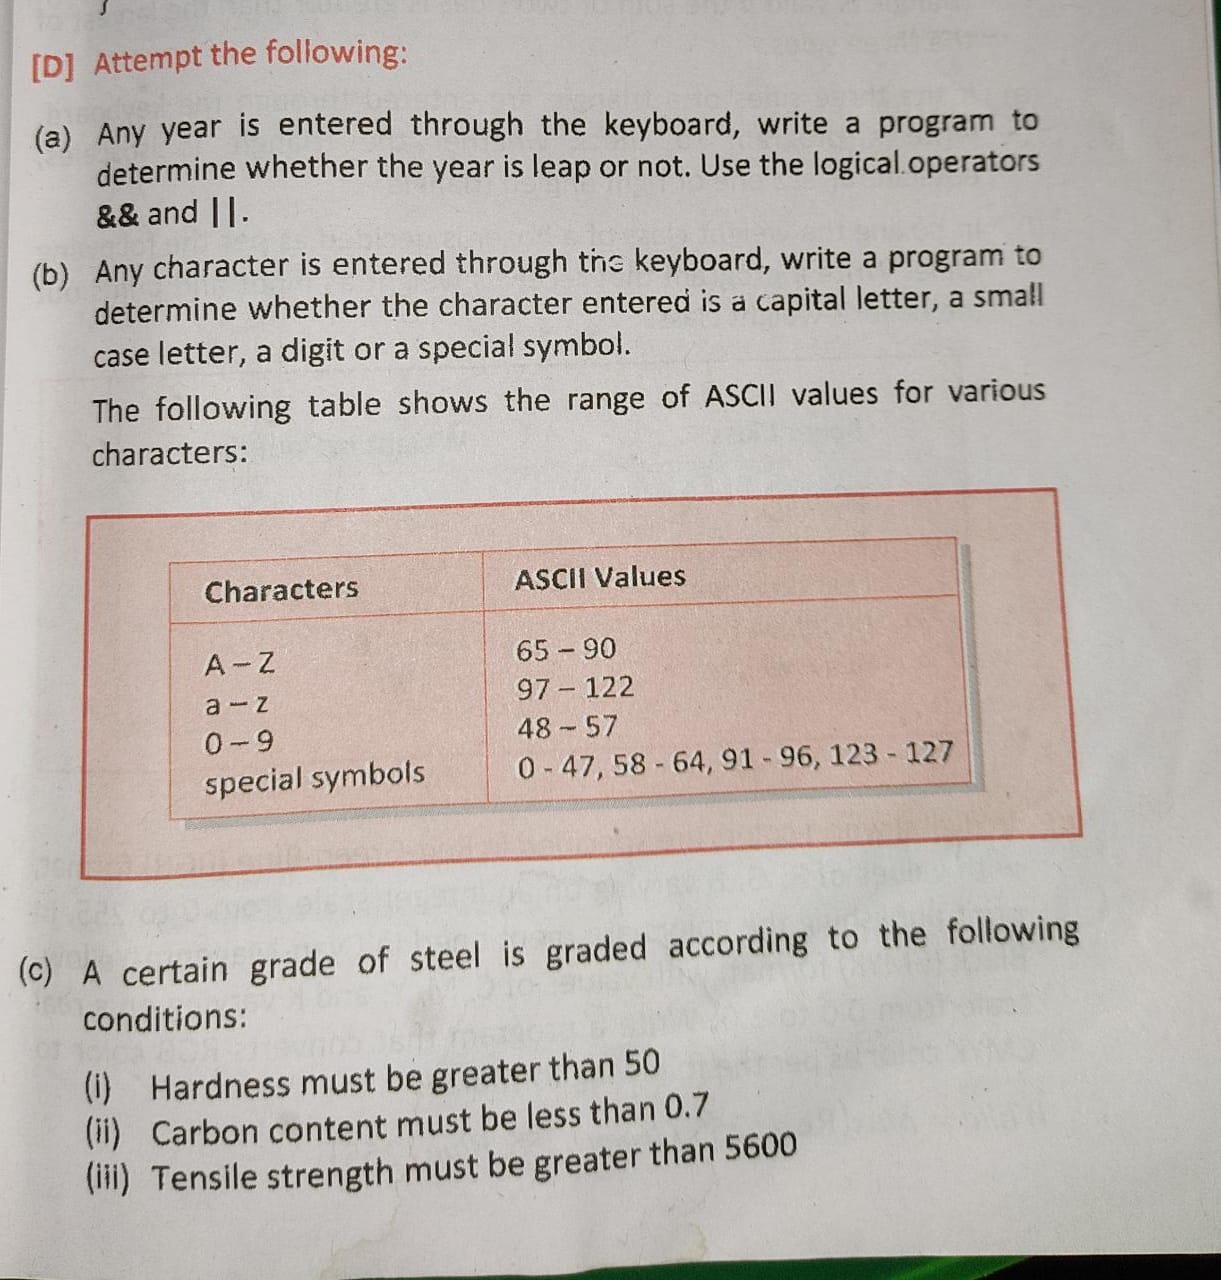 [D] Attempt the following:
(a) Any year is entered through the keyboard, write a program to
determine whether the year is leap or not. Use the logical operators
&& and ||.
(b) Any character is entered through the keyboard, write a program to
determine whether the character entered is a capital letter, a small
case letter, a digit or a special symbol.
The following table shows the range of ASCII values for various
characters:
Characters ASCII Values
A – Z 65 – 90
a – z 97 – 122
0 – 9 48 – 57
special symbols 0 - 47, 58 - 64, 91 - 96, 123 - 127
(c) A certain grade of steel is graded according to the following
conditions:
(i) Hardness must be greater than 50
(ii) Carbon content must be less than 0.7
(iii) Tensile strength must be greater than 5600